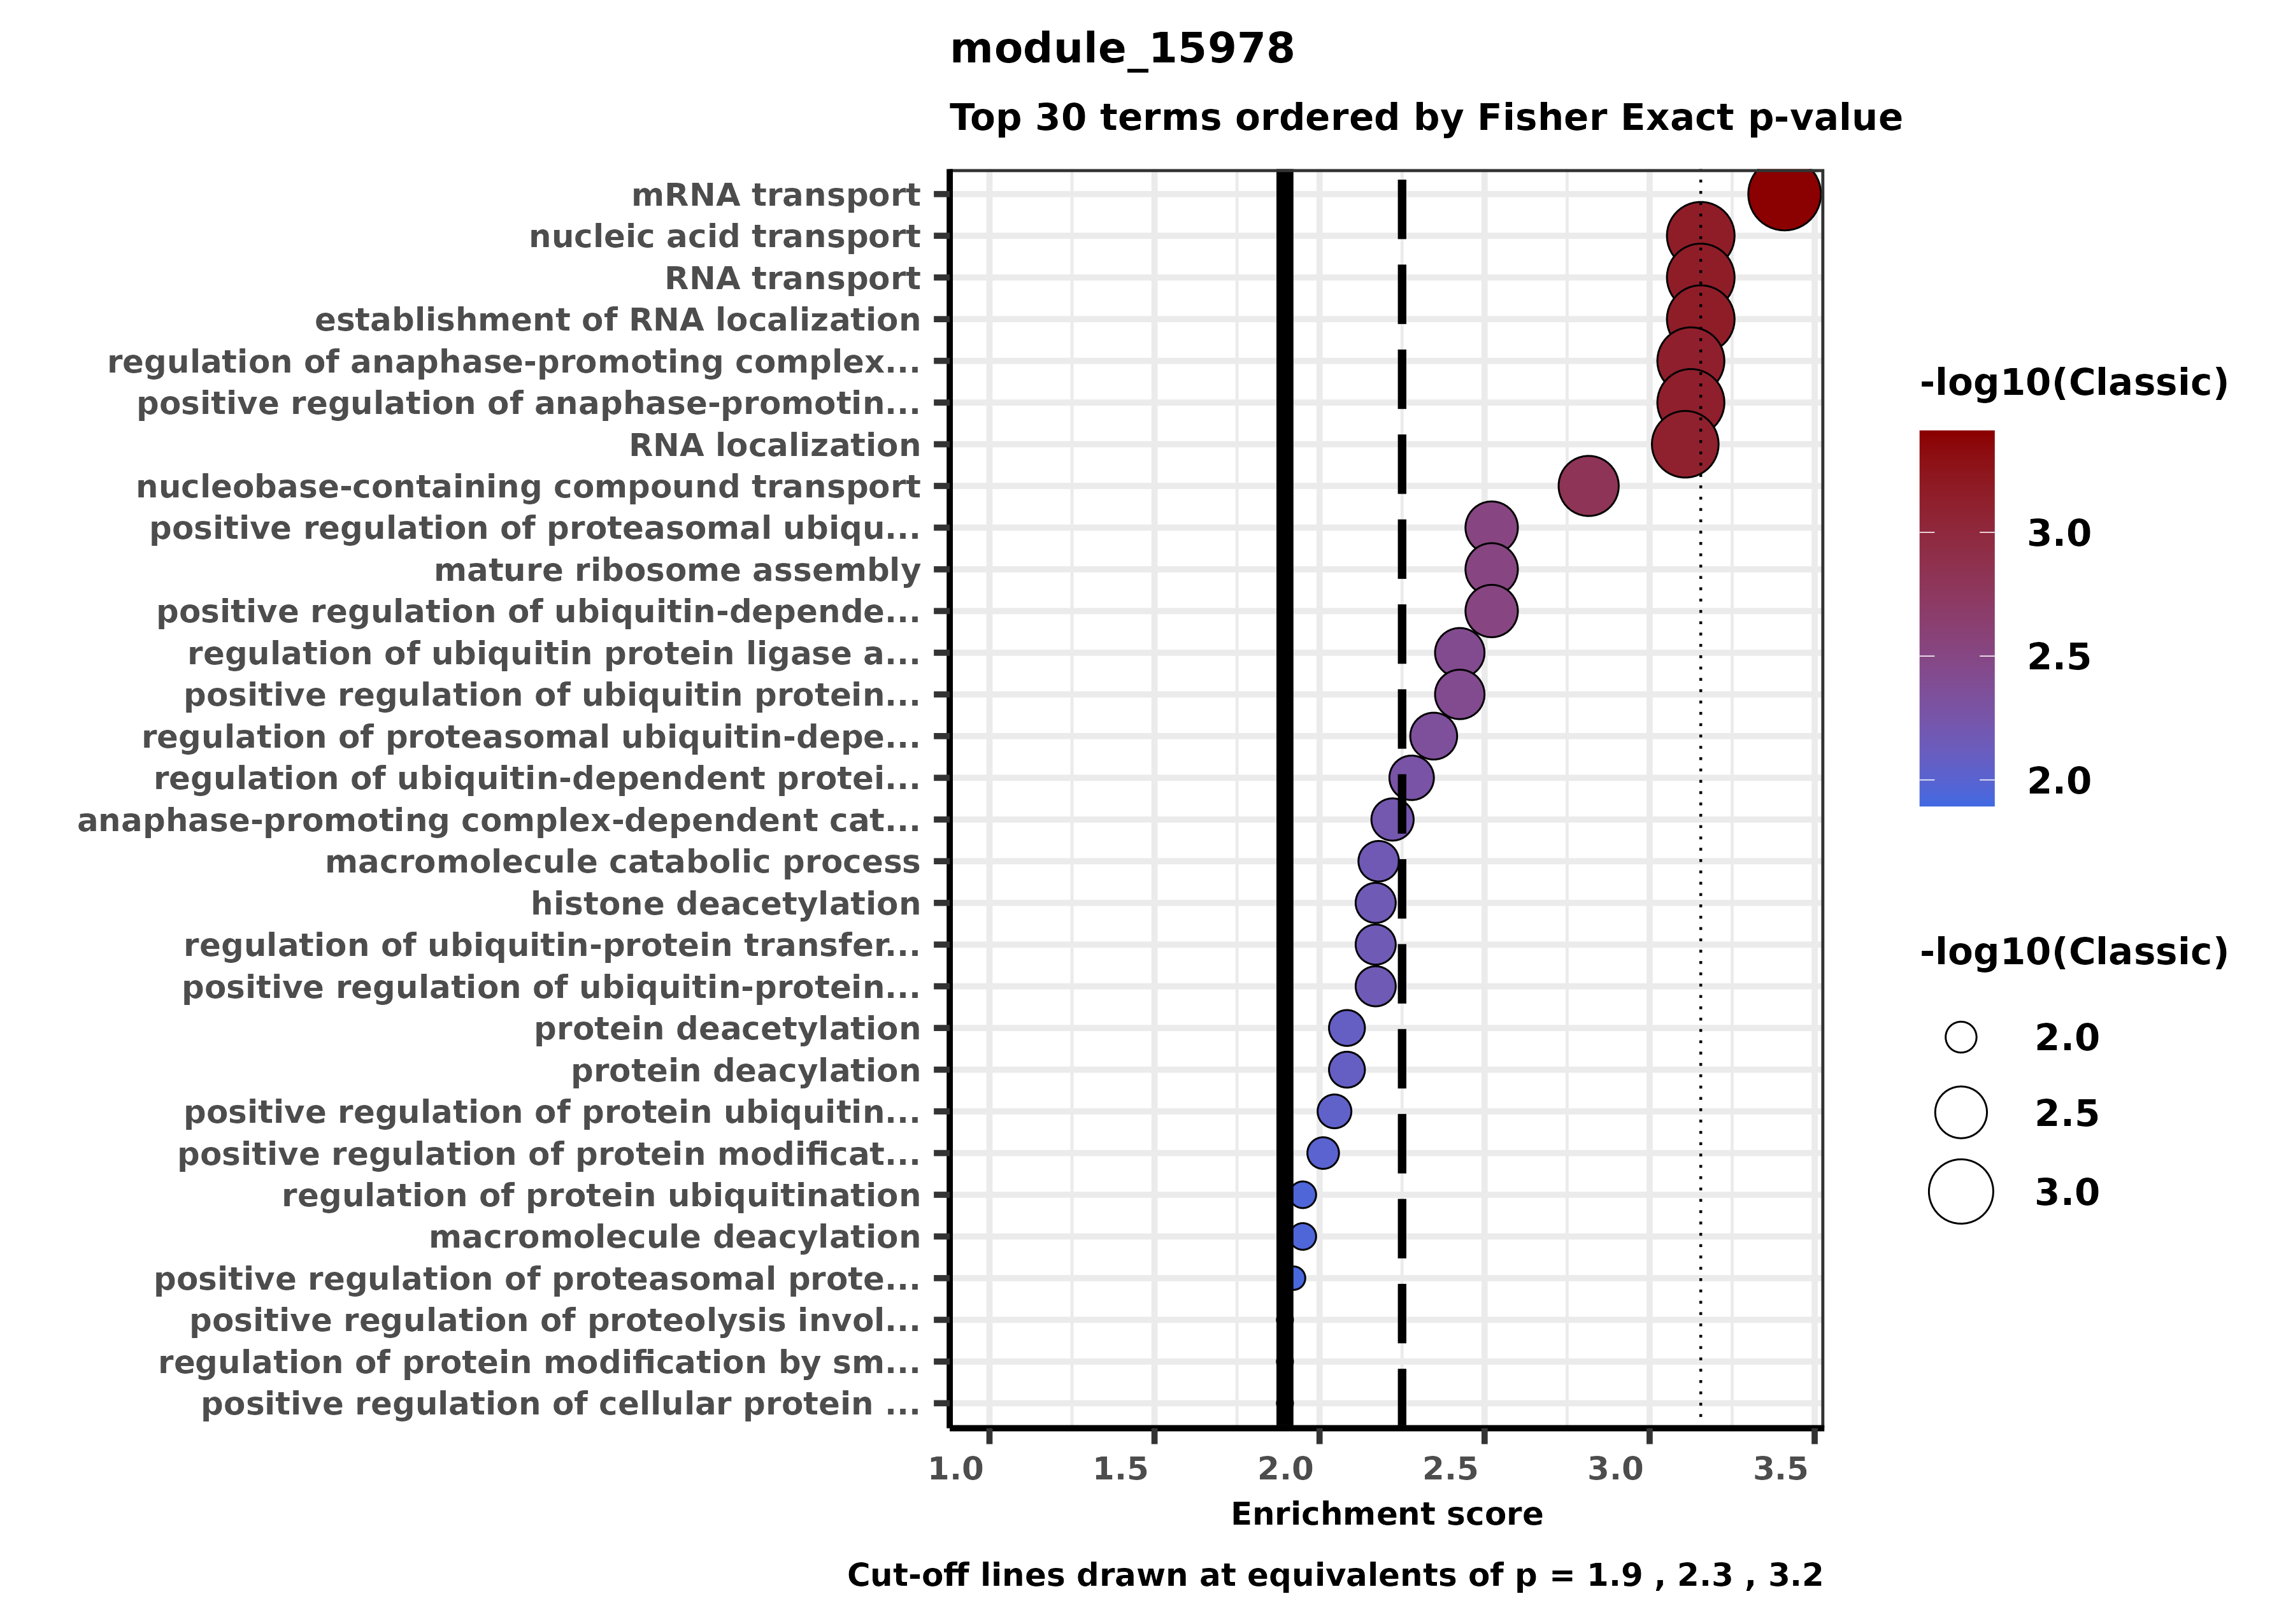 module_15978
Top 30 terms ordered by Fisher Exact p-value
mRNA transport
nucleic acid transport
RNA transport
establishment of RNA localization
regulation of anaphase-promoting complex...
positive regulation of anaphase-promotin...
RNA localization
nucleobase-containing compound transport
positive regulation of proteasomal ubiqu...
mature ribosome assembly
positive regulation of ubiquitin-depende...
regulation of ubiquitin protein ligase a...
positive regulation of ubiquitin protein...
regulation of proteasomal ubiquitin-depe...
regulation of ubiquitin-dependent protei...
anaphase-promoting complex-dependent cat...
macromolecule catabolic process
histone deacetylation
regulation of ubiquitin-protein transfer...
positive regulation of ubiquitin-protein...
protein deacetylation
protein deacylation
positive regulation of protein ubiquitin...
positive regulation of protein modificat...
regulation of protein ubiquitination
macromolecule deacylation
positive regulation of proteasomal prote...
positive regulation of proteolysis invol...
regulation of protein modification by sm...
positive regulation of cellular protein ...
1.0 1.5 2.0 2.5 3.0 3.5
Enrichment score
Cut-off lines drawn at equivalents of p = 1.9 , 2.3 , 3.2
-log10(Classic)
3.0
2.5
2.0
-log10(Classic)
2.0
2.5
3.0